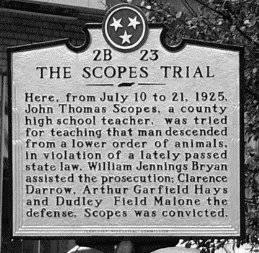 2B 23
THE SCOPES TRIAL
Here, from July 10 to 21, 1925,
John Thomas Scopes, a county
high school teacher, was tried
for teaching that man descended
from a lower order of animals,
in violation of a lately passed
state law. William Jennings Bryan
assisted the prosecution; Clarence
Darrow, Arthur Garfield Hays
and Dudley Field Malone the
defense. Scopes was convicted.
TENNESSEE HISTORICAL COMMISSION